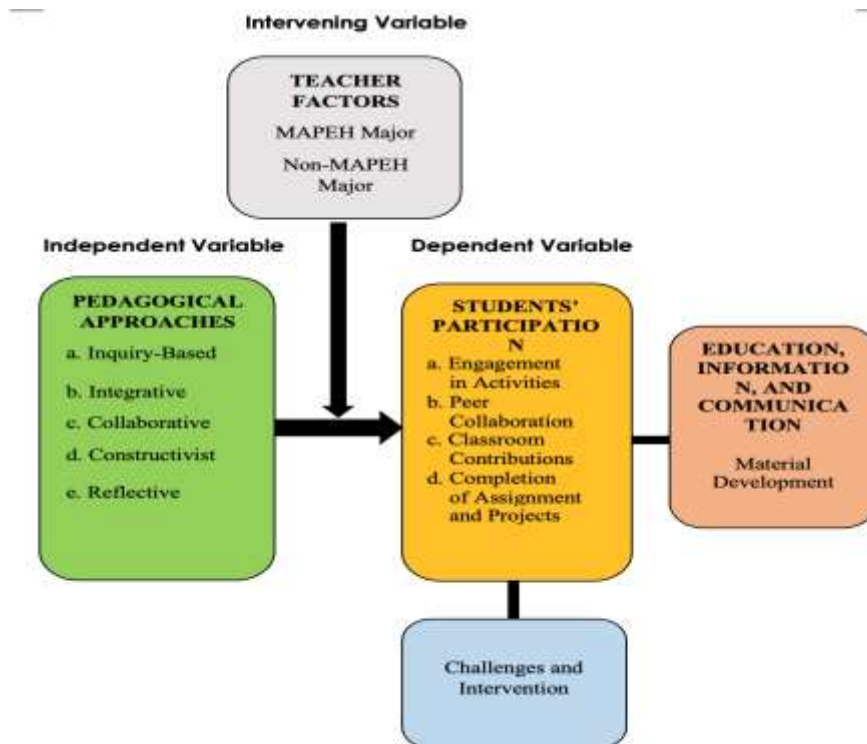 Intervening Variable
TEACHER
FACTORS
MAPEH Major
Non-MAPEH
Major
Independent Variable
PEDAGOGICAL
APPROACHES
a. Inquiry-Based
b. Integrative
c. Collaborative
d. Constructivist
e. Reflective
Dependent Variable
STUDENTS'
PARTICIPATIO
N
a. Engagement
in Activities
b. Peer
Collaboration
c. Classroom
Contributions
d. Completion
of Assignment
and Projects
EDUCATION,
INFORMATIO
N, AND
COMMUNICA
TION
Material
Development
Challenges and
Intervention